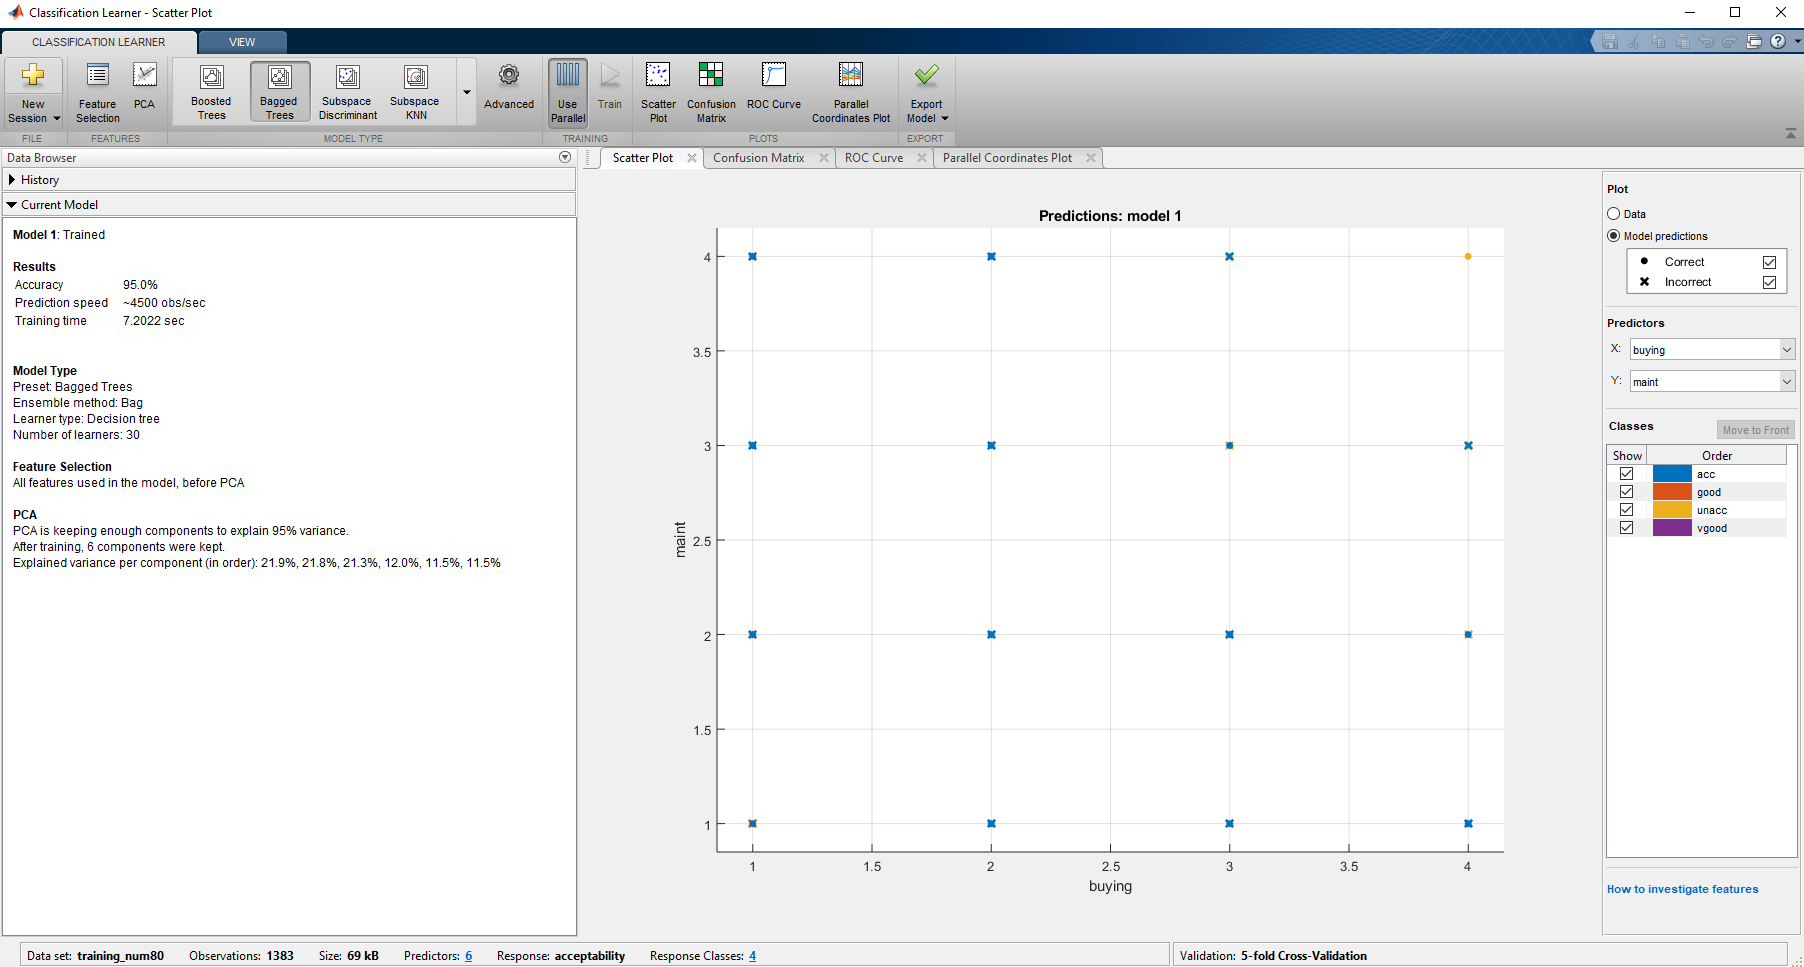 Classification Learner - Scatter Plot
CLASSIFICATION LEARNER
VIEW
New Session
Feature Selection
PCA
Boosted Trees
Bagged Trees
Subspace Discriminant
Subspace KNN
Advanced
Use Parallel
Train
Scatter Plot
Confusion Matrix
ROC Curve
Parallel Coordinates Plot
Export Model
FILE
FEATURES
MODEL TYPE
TRAINING
PLOTS
EXPORT
Data Browser
History
Current Model
Model 1: Trained
Results
Accuracy 95.0%
Prediction speed ~4500 obs/sec
Training time 7.2022 sec
Model Type
Preset: Bagged Trees
Ensemble method: Bag
Learner type: Decision tree
Number of learners: 30
Feature Selection
All features used in the model, before PCA
PCA
PCA is keeping enough components to explain 95% variance.
After training, 6 components were kept.
Explained variance per component (in order): 21.9%, 21.8%, 21.3%, 12.0%, 11.5%, 11.5%
Scatter Plot
Confusion Matrix
ROC Curve
Parallel Coordinates Plot
Predictions: model 1
4
3.5
3
2.5
2
1.5
1
maint
1 1.5 2 2.5 3 3.5 4
buying
Plot
Data
Model predictions
Correct
Incorrect
Predictors
X: buying
Y: maint
Classes
Move to Front
Show Order
acc
good
unacc
vgood
How to investigate features
Data set: training_num80 Observations: 1383 Size: 69 kB Predictors: 6 Response: acceptability Response Classes: 4
Validation: 5-fold Cross-Validation